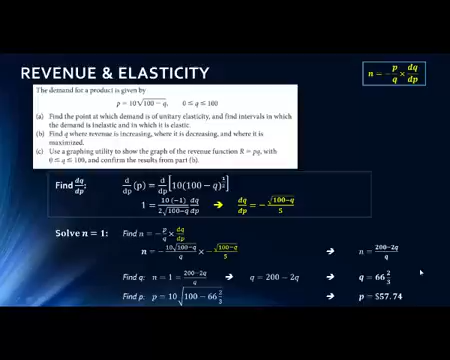 REVENUE & ELASTICITY
n = − p/q × dq/dp
The demand for a product is given by
p = 10√(100 − q)   0 ≤ q ≤ 100
(a) Find the point at which demand is of unitary elasticity, and find intervals in which
the demand is inelastic and in which it is elastic.
(b) Find q where revenue is increasing, where it is decreasing, and where it is
maximized.
(c) Use a graphing utility to show the graph of the revenue function R = pq, with
0 ≤ q ≤ 100, and confirm the results from part (b).
Find dq/dp: d/dp (p) = d/dp [10(100 − q)^(1/2)]
1 = 10(−1)/(2√(100−q)) dq/dp → dq/dp = − √(100−q)/5
Solve n = 1: Find n = − p/q × dq/dp
n = − 10√(100−q)/q × − √(100−q)/5 → n = (200−2q)/q
Find q: n = 1 = (200−2q)/q → q = 200 − 2q → q = 66 2/3
Find p: p = 10√(100 − 66 2/3) → p = $57.74